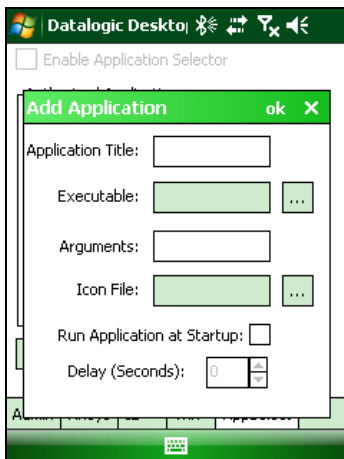 Datalogic Desktop
Enable Application Selector
Add Application ok
Application Title:
Executable: ...
Arguments:
Icon File: ...
Run Application at Startup:
Delay (Seconds): 0